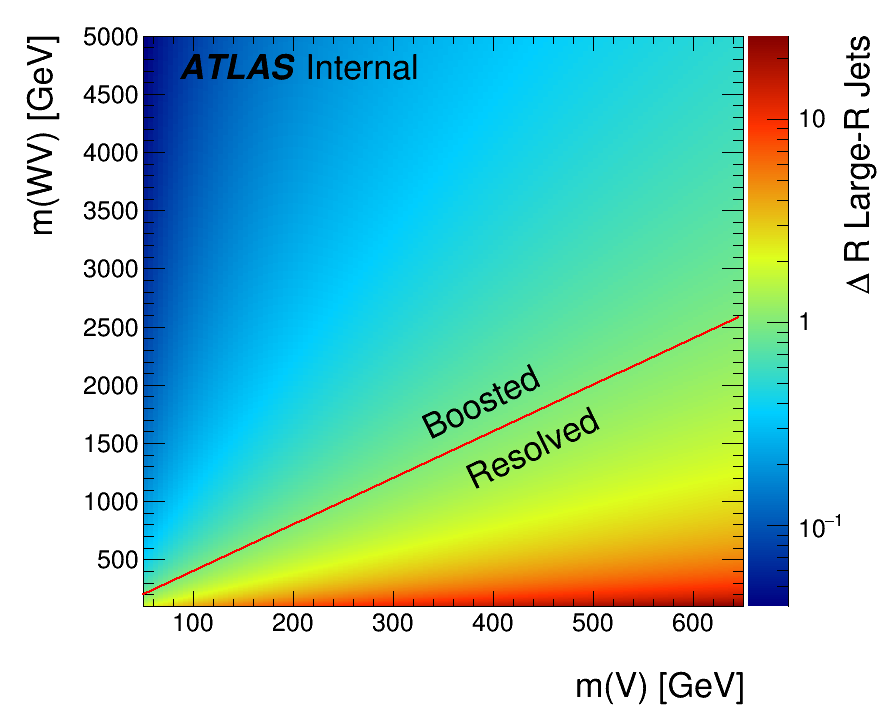 ATLAS Internal
m(WV) [GeV]
5000
4500
4000
3500
3000
2500
2000
1500
1000
500
Boosted
Resolved
100 200 300 400 500 600
m(V) [GeV]
10
1
10⁻¹
Δ R Large-R Jets